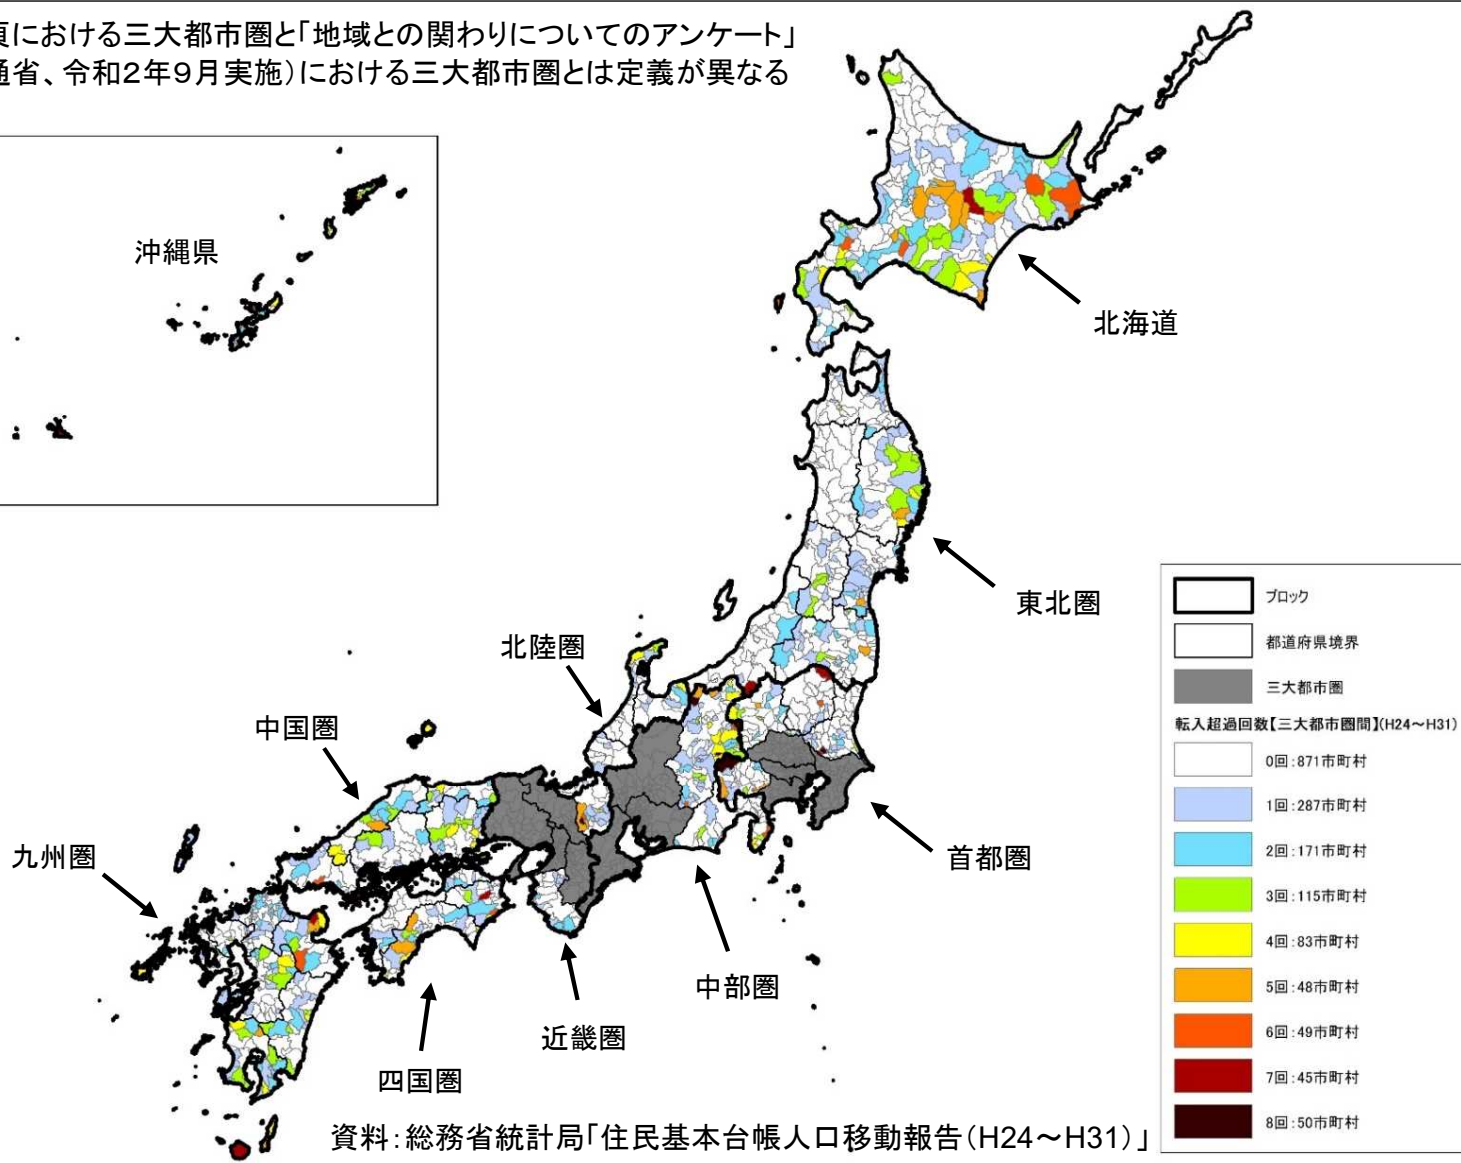 頁における三大都市圏と「地域との関わりについてのアンケート」
通省、令和2年9月実施)における三大都市圏とは定義が異なる
沖縄県
北海道
東北圏
北陸圏
中国圏
九州圏
首都圏
中部圏
近畿圏
四国圏
ブロック
都道府県境界
三大都市圏
転入超過回数【三大都市圏間】(H24~H31)
0回:871市町村
1回:287市町村
2回:171市町村
3回:115市町村
4回:83市町村
5回:48市町村
6回:49市町村
7回:45市町村
8回:50市町村
資料:総務省統計局「住民基本台帳人口移動報告(H24~H31)」